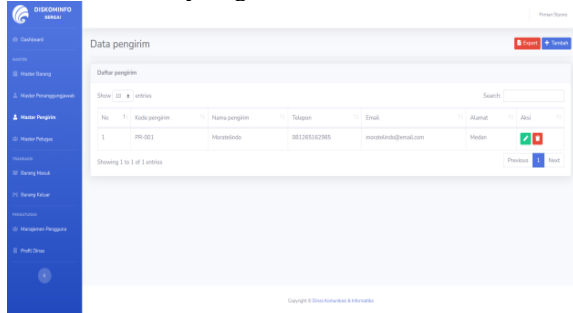 DISKOMINFO
SERGAI
Dashboard
MASTER
Master Barang
Master Penanggungjawab
Master Pengirim
Master Petugas
TRANSAKSI
Barang Masuk
Barang Keluar
PENGATURAN
Manajemen Pengguna
Profil Dinas
Data pengirim
Export
Tambah
Daftar pengirim
Show 10 entries
Search:
No Kode pengirim Nama pengirim Telepon Email Alamat Aksi
1 PR-001 Moratelindo 081265162985 moratelindo@email.com Medan
Showing 1 to 1 of 1 entries
Previous 1 Next
Copyright © Dinas Komunikasi & Informatika